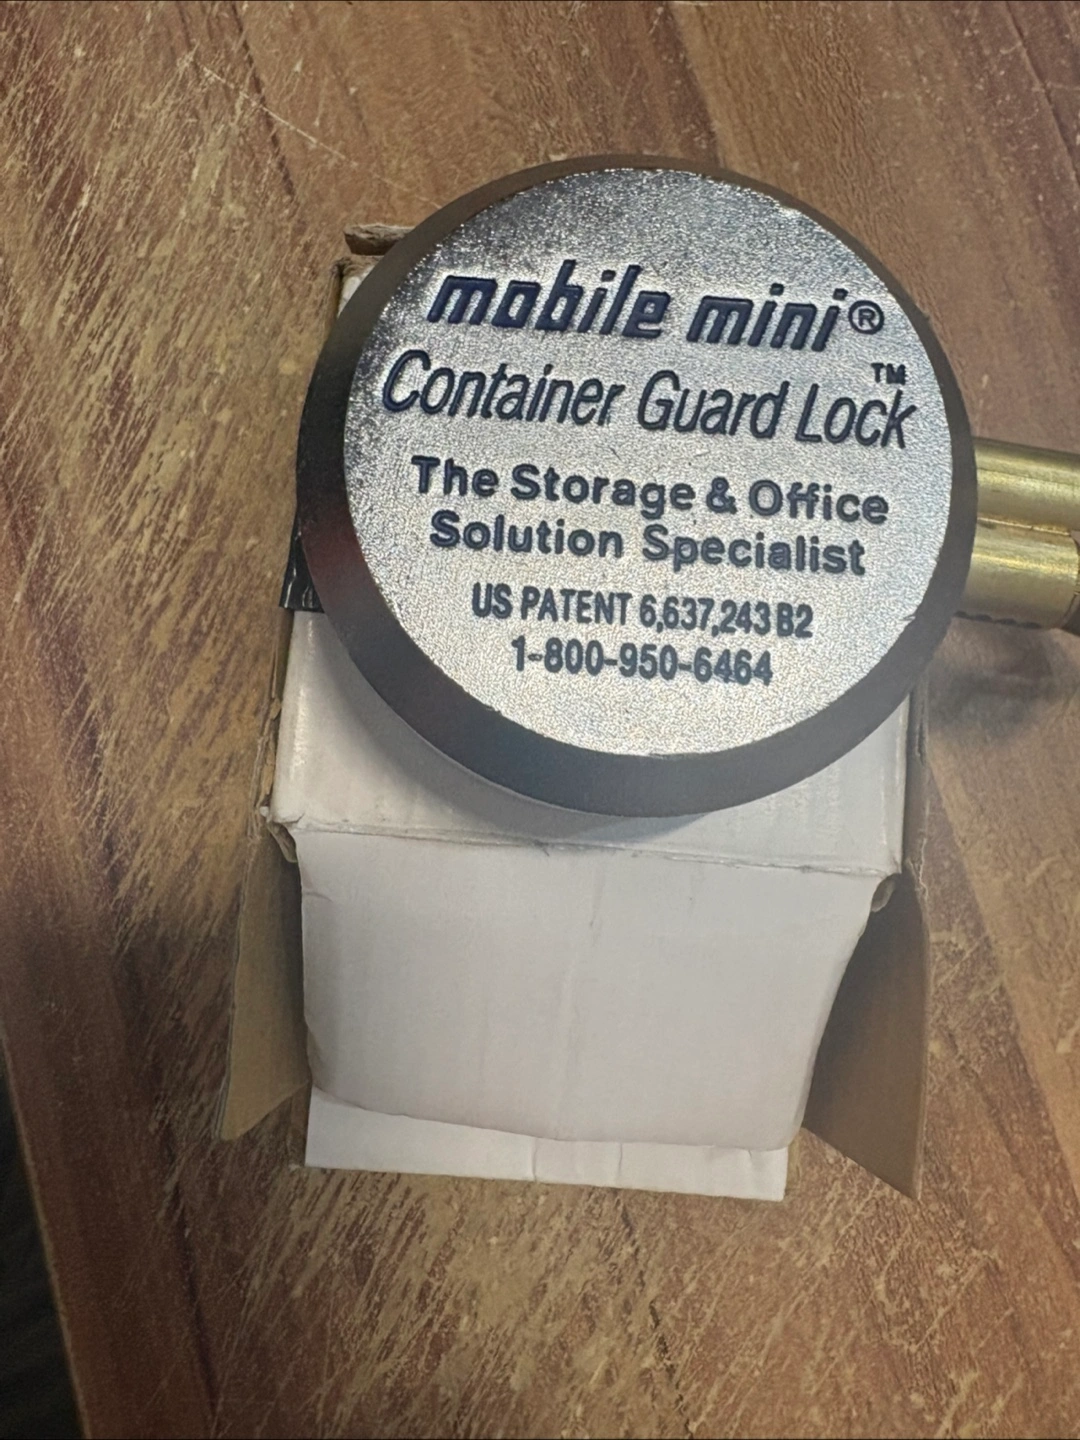 mobile mini®
Container Guard Lock™
The Storage & Office
Solution Specialist
US PATENT 6,637,243 B2
1-800-950-6464